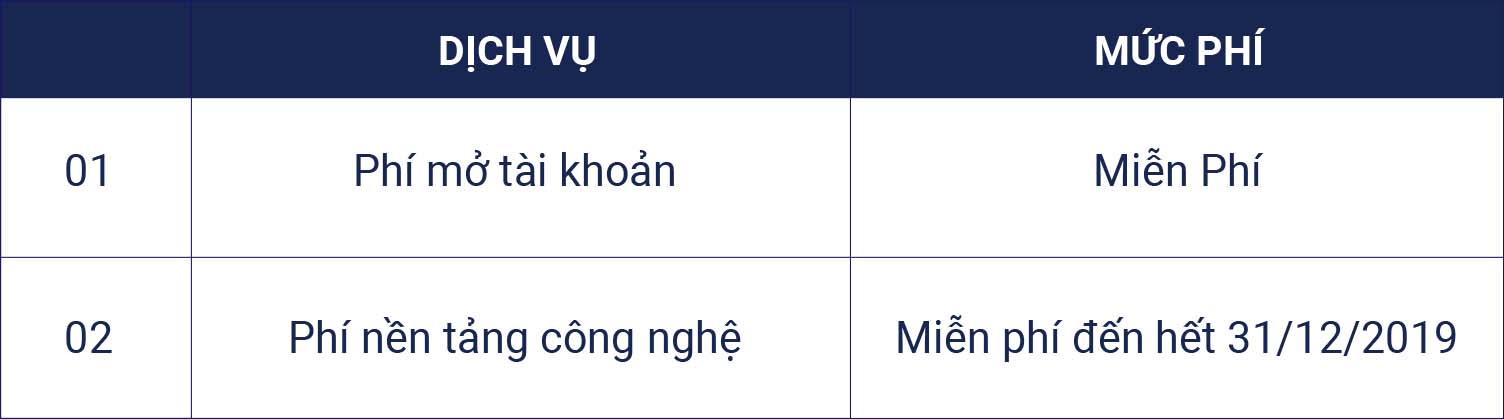 DỊCH VỤ MỨC PHÍ
01 Phí mở tài khoản Miễn Phí
02 Phí nền tảng công nghệ Miễn phí đến hết 31/12/2019